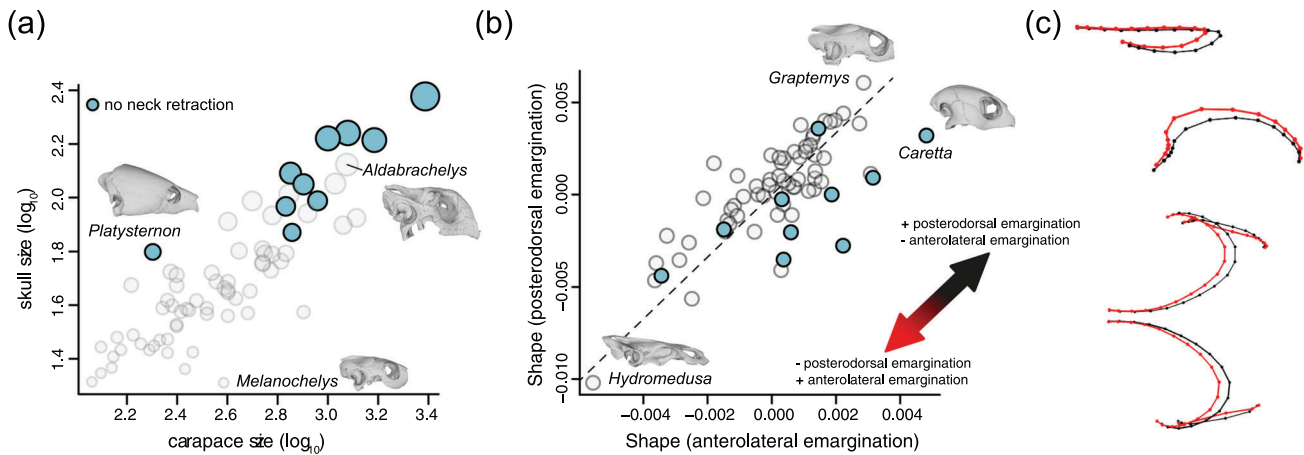 (a)
(b)
(c)
no neck retraction
Aldabrachelys
Platysternon
Melanochelys
skull size (log10)
2.4
2.2
2.0
1.8
1.6
1.4
2.2
2.4
2.6
2.8
3.0
3.2
3.4
carapace size (log10)
Graptemys
Caretta
Hydromedusa
+ posterodorsal emargination
- anterolateral emargination
- posterodorsal emargination
+ anterolateral emargination
Shape (posterodorsal emargination)
0.005
0.000
−0.005
−0.010
−0.004
−0.002
0.000
0.002
0.004
Shape (anterolateral emargination)